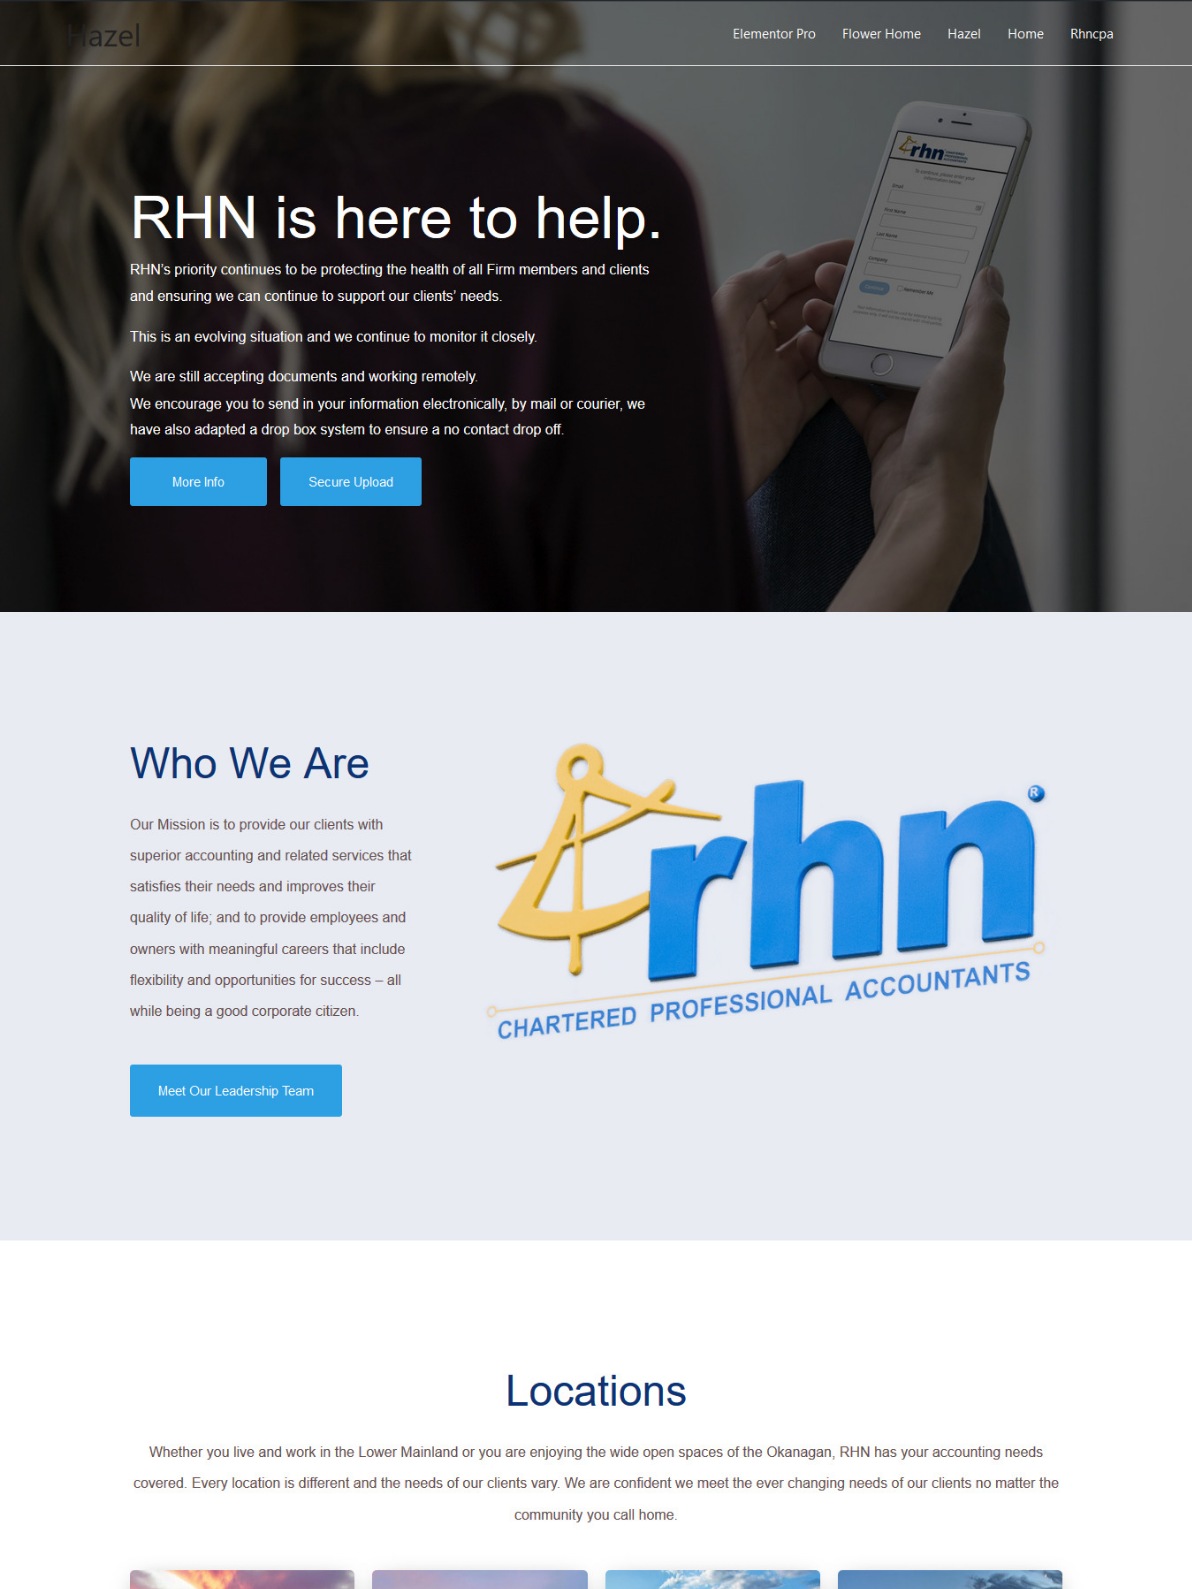 Hazel
Elementor Pro Flower Home Hazel Home Rhncpa
rhn
Email
First Name
Last Name
Company
Remember Me
RHN is here to help.
RHN's priority continues to be protecting the health of all Firm members and clients
and ensuring we can continue to support our clients' needs.
This is an evolving situation and we continue to monitor it closely.
We are still accepting documents and working remotely.
We encourage you to send in your information electronically, by mail or courier, we
have also adapted a drop box system to ensure a no contact drop off.
More Info
Secure Upload
Who We Are
Our Mission is to provide our clients with
superior accounting and related services that
satisfies their needs and improves their
quality of life; and to provide employees and
owners with meaningful careers that include
flexibility and opportunities for success – all
while being a good corporate citizen.
Meet Our Leadership Team
rhn®
CHARTERED PROFESSIONAL ACCOUNTANTS
Locations
Whether you live and work in the Lower Mainland or you are enjoying the wide open spaces of the Okanagan, RHN has your accounting needs
covered. Every location is different and the needs of our clients vary. We are confident we meet the ever changing needs of our clients no matter the
community you call home.